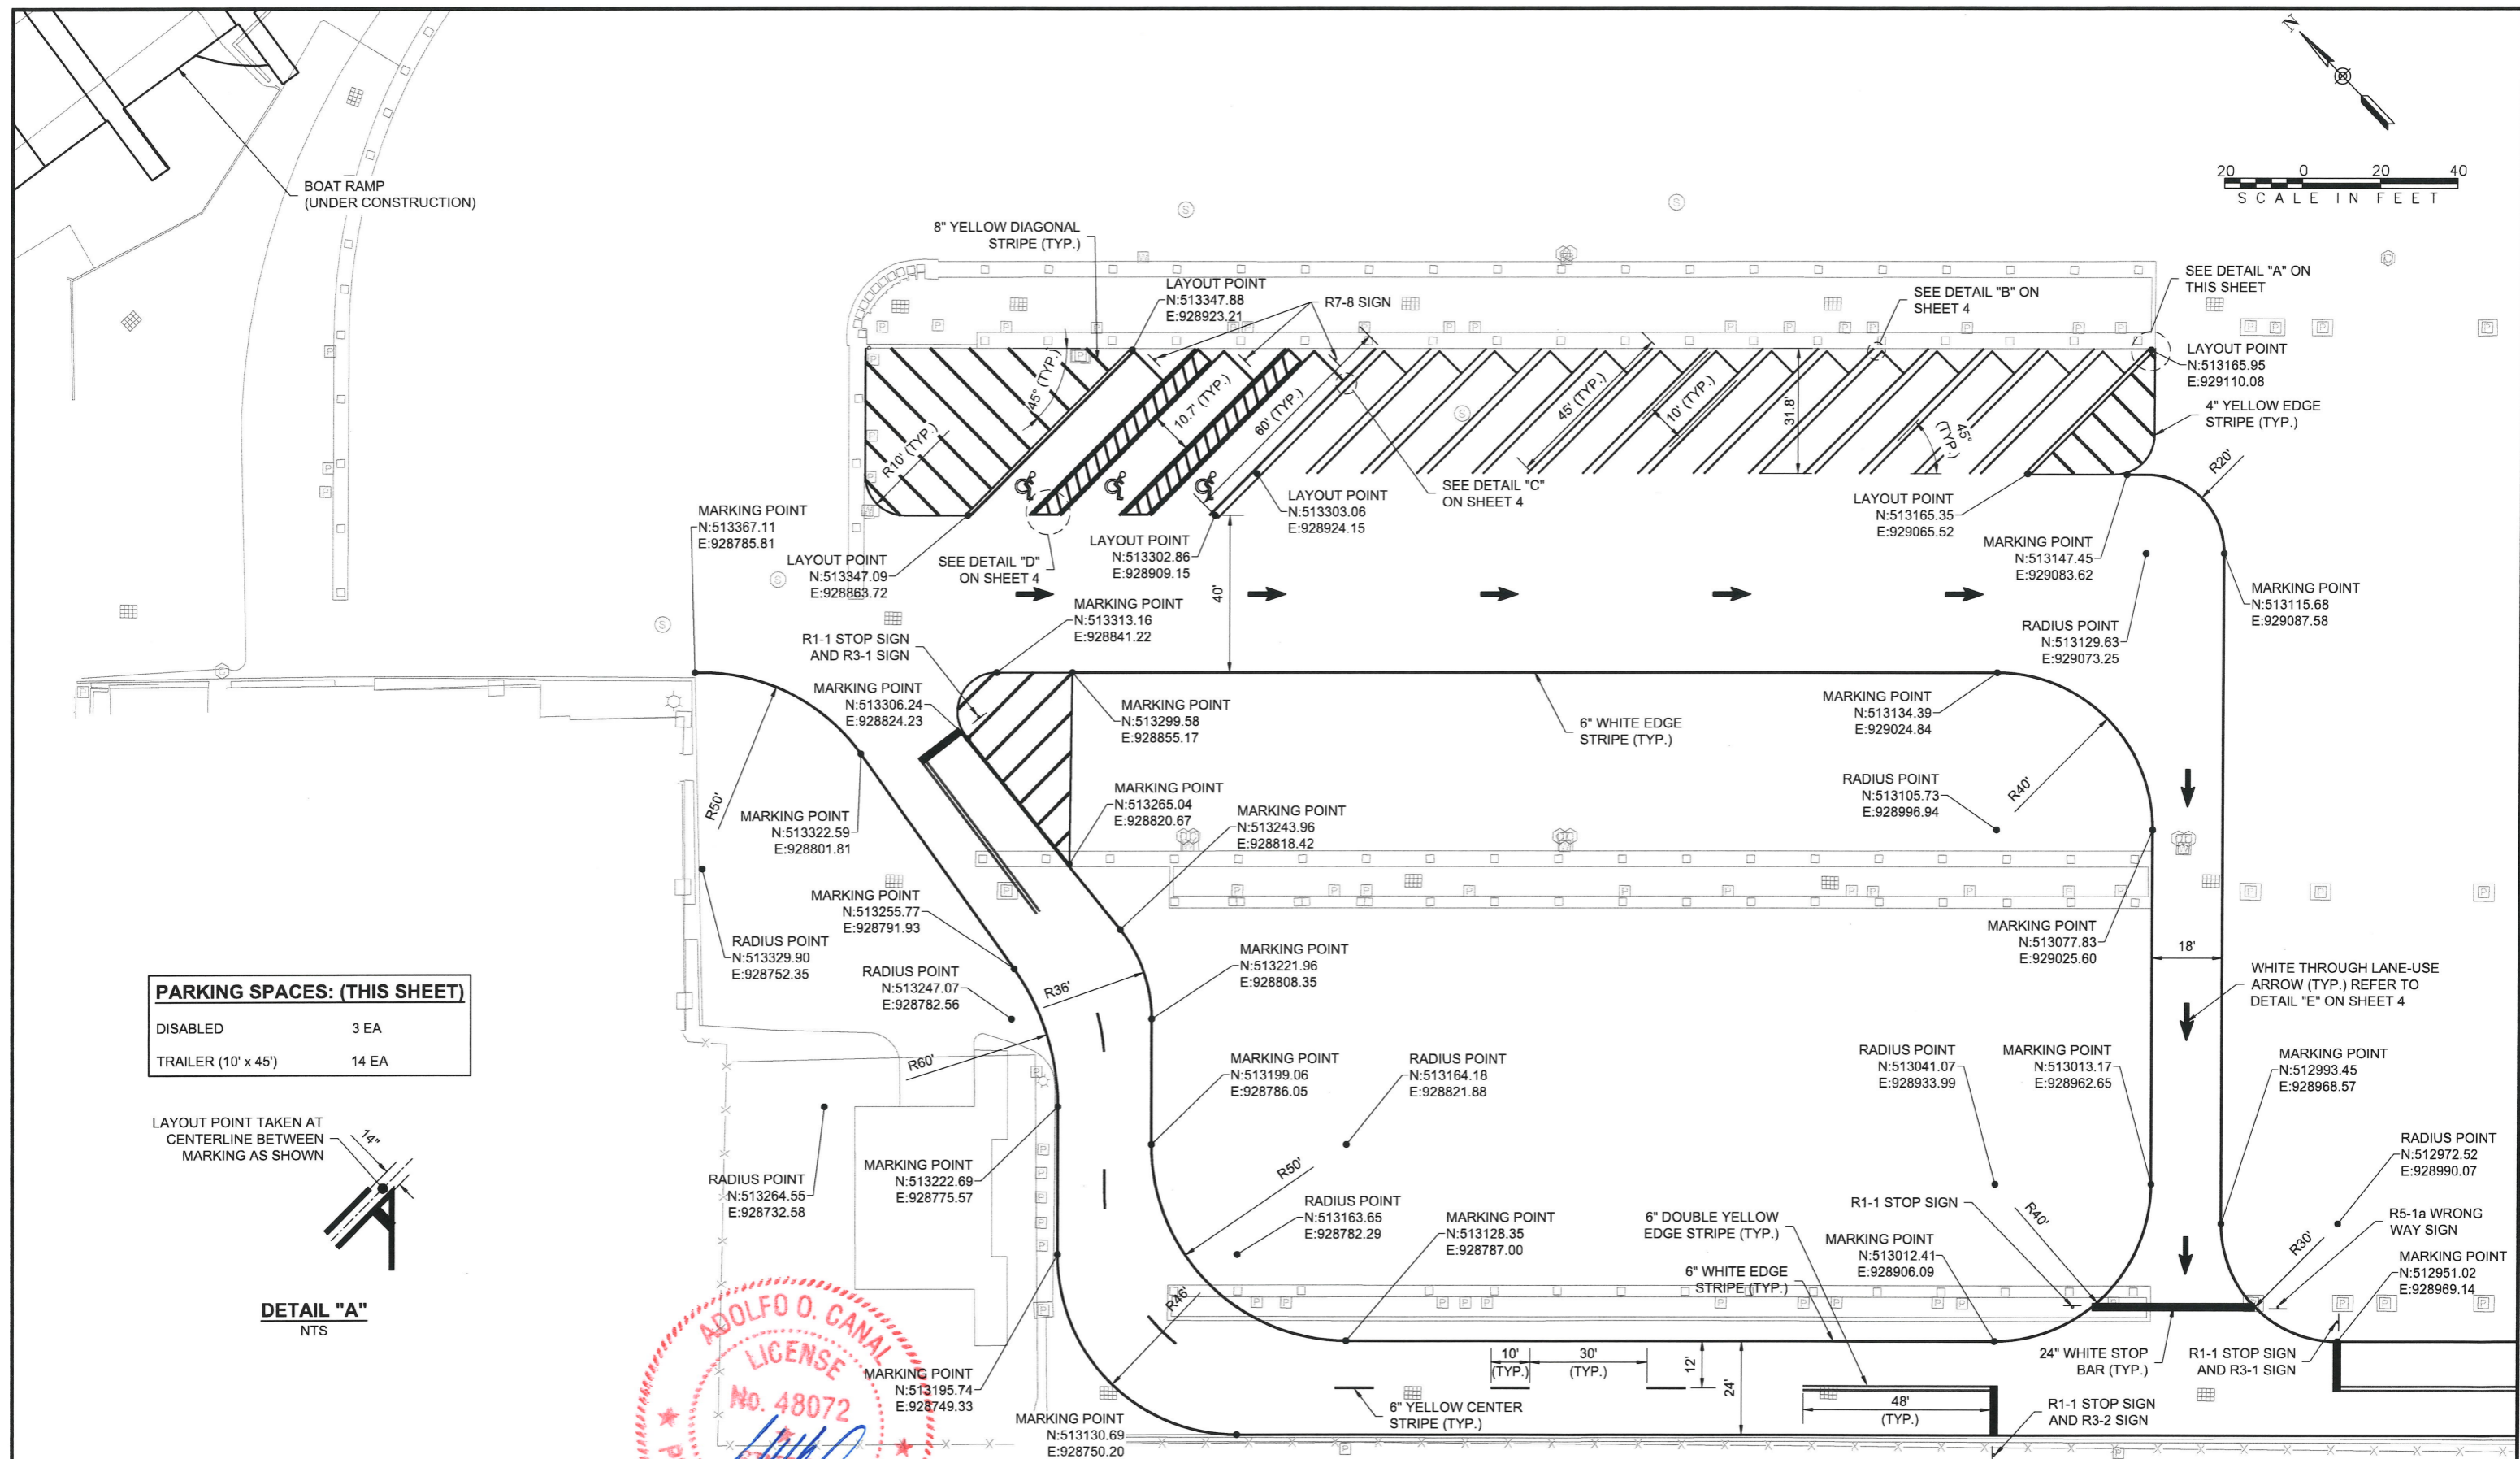 N
20 0 20 40
SCALE IN FEET
BOAT RAMP
(UNDER CONSTRUCTION)
8" YELLOW DIAGONAL
STRIPE (TYP.)
LAYOUT POINT
N:513347.88
E:928923.21
R7-8 SIGN
SEE DETAIL "B" ON
SHEET 4
SEE DETAIL "A" ON
THIS SHEET
LAYOUT POINT
N:513165.95
E:929110.08
4" YELLOW EDGE
STRIPE (TYP.)
45° (TYP.)
R10' (TYP.)
10.7' (TYP.)
60' (TYP.)
45' (TYP.)
10' (TYP.)
31.8'
45°
(TYP.)
R20'
MARKING POINT
N:513367.11
E:928785.81
LAYOUT POINT
N:513347.09
E:928863.72
SEE DETAIL "D"
ON SHEET 4
LAYOUT POINT
N:513302.86
E:928909.15
LAYOUT POINT
N:513303.06
E:928924.15
SEE DETAIL "C"
ON SHEET 4
LAYOUT POINT
N:513165.35
E:929065.52
MARKING POINT
N:513147.45
E:929083.62
MARKING POINT
N:513115.68
E:929087.58
RADIUS POINT
N:513129.63
E:929073.25
40'
MARKING POINT
N:513313.16
E:928841.22
R1-1 STOP SIGN
AND R3-1 SIGN
MARKING POINT
N:513306.24
E:928824.23
MARKING POINT
N:513299.58
E:928855.17
6" WHITE EDGE
STRIPE (TYP.)
MARKING POINT
N:513134.39
E:929024.84
RADIUS POINT
N:513105.73
E:928996.94
R40'
R50'
MARKING POINT
N:513322.59
E:928801.81
MARKING POINT
N:513265.04
E:928820.67
MARKING POINT
N:513243.96
E:928818.42
MARKING POINT
N:513255.77
E:928791.93
RADIUS POINT
N:513329.90
E:928752.35
RADIUS POINT
N:513247.07
E:928782.56
R36'
MARKING POINT
N:513221.96
E:928808.35
MARKING POINT
N:513077.83
E:929025.60
18'
WHITE THROUGH LANE-USE
ARROW (TYP.) REFER TO
DETAIL "E" ON SHEET 4
PARKING SPACES: (THIS SHEET)
DISABLED 3 EA
TRAILER (10' x 45') 14 EA
R60'
MARKING POINT
N:513199.06
E:928786.05
RADIUS POINT
N:513164.18
E:928821.88
RADIUS POINT
N:513041.07
E:928933.99
MARKING POINT
N:513013.17
E:928962.65
MARKING POINT
N:512993.45
E:928968.57
LAYOUT POINT TAKEN AT
CENTERLINE BETWEEN
MARKING AS SHOWN
14"
DETAIL "A"
NTS
RADIUS POINT
N:513264.55
E:928732.58
MARKING POINT
N:513222.69
E:928775.57
R50'
RADIUS POINT
N:513163.65
E:928782.29
MARKING POINT
N:513128.35
E:928787.00
6" DOUBLE YELLOW
EDGE STRIPE (TYP.)
6" WHITE EDGE
STRIPE (TYP.)
R1-1 STOP SIGN
MARKING POINT
N:513012.41
E:928906.09
R40'
R30'
RADIUS POINT
N:512972.52
E:928990.07
R5-1a WRONG
WAY SIGN
MARKING POINT
N:512951.02
E:928969.14
R46'
ADOLFO O. CANAL
LICENSE
No. 48072
MARKING POINT
N:513195.74
E:928749.33
MARKING POINT
N:513130.69
E:928750.20
10'
(TYP.)
30'
(TYP.)
12'
24'
6" YELLOW CENTER
STRIPE (TYP.)
48'
(TYP.)
24" WHITE STOP
BAR (TYP.)
R1-1 STOP SIGN
AND R3-1 SIGN
R1-1 STOP SIGN
AND R3-2 SIGN